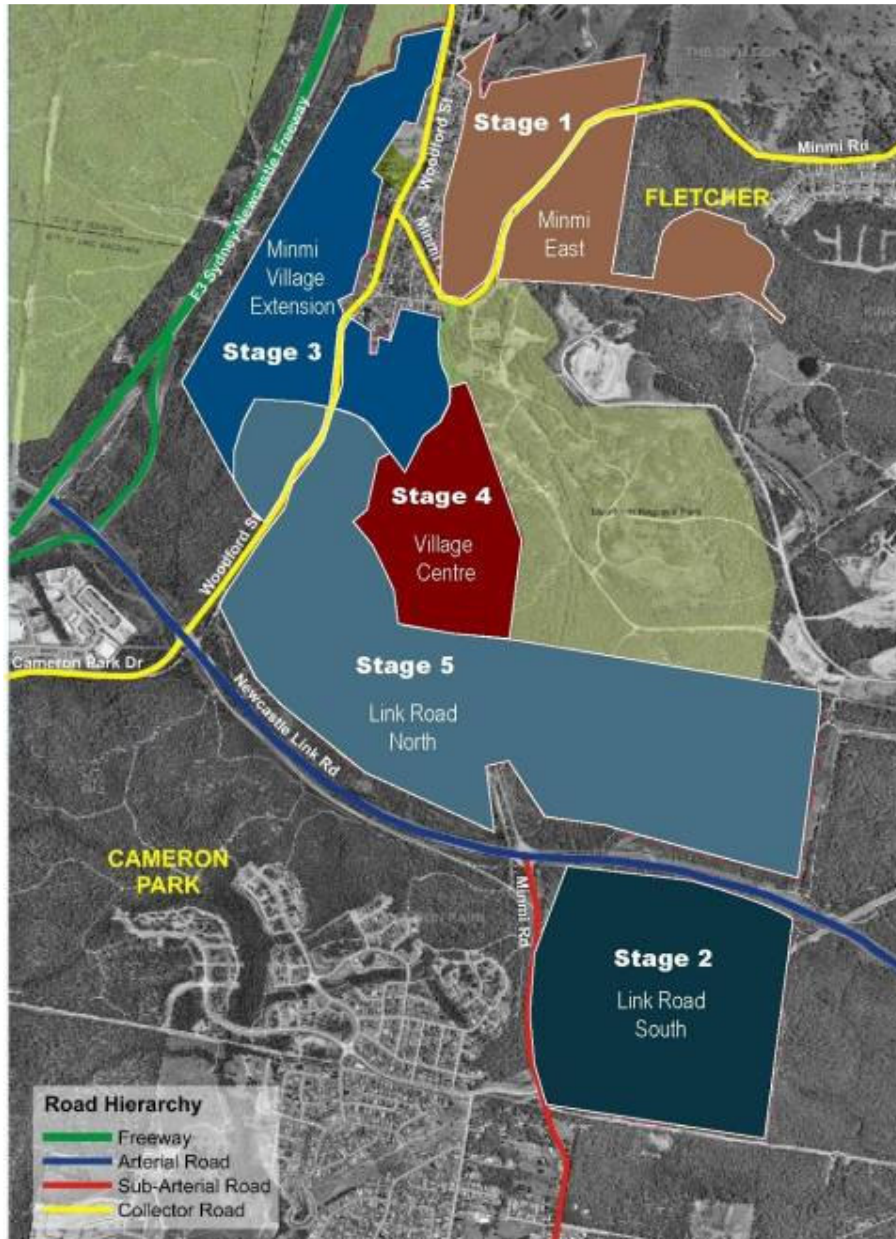 Stage 1
Woodford St
F3 Sydney-Newcastle Freeway
Minmi Rd
FLETCHER
Minmi
Minmi
East
Minmi
Village
Extension
Stage 3
Stage 4
Village
Centre
Woodford St
Cameron Park Dr
Stage 5
Link Road
North
Newcastle Link Rd
CAMERON
PARK
Minmi Rd
Stage 2
Link Road
South
Road Hierarchy
Freeway
Arterial Road
Sub-Arterial Road
Collector Road